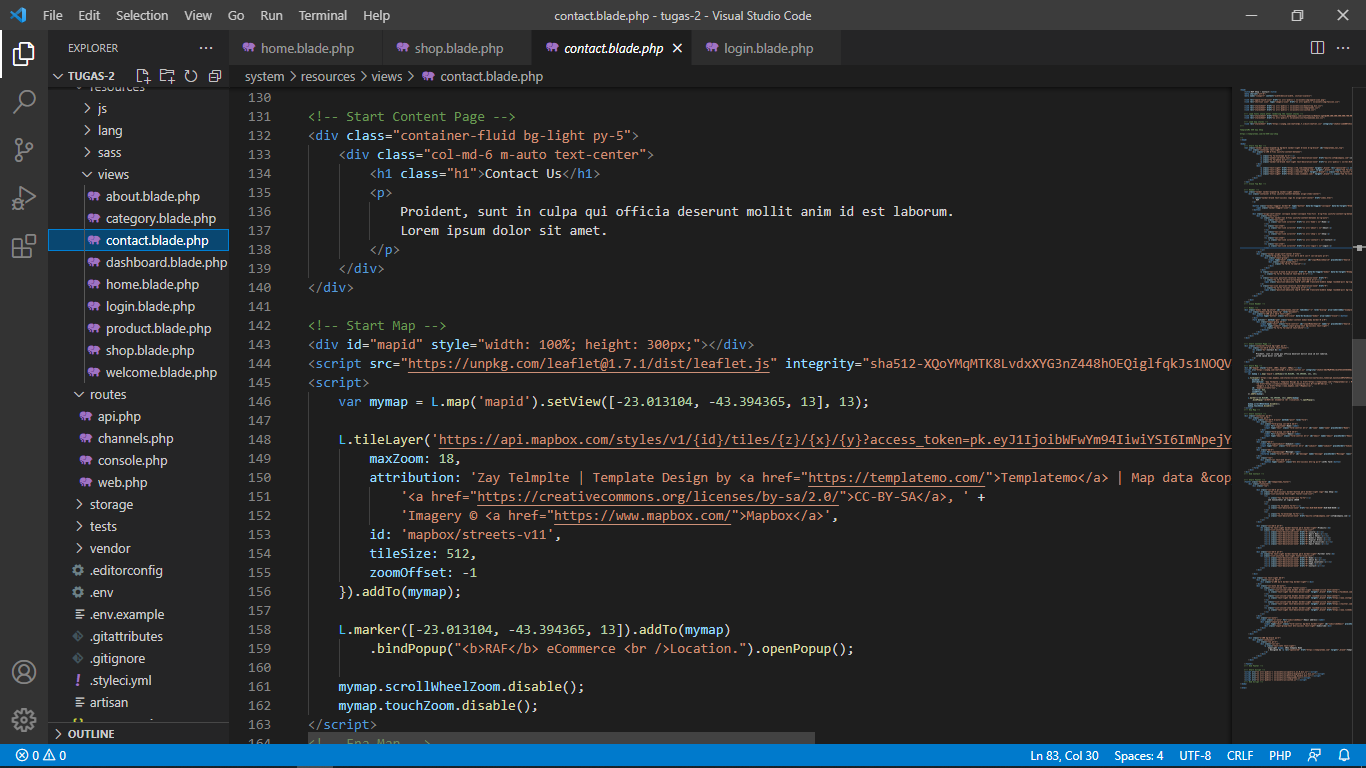 File Edit Selection View Go Run Terminal Help
contact.blade.php - tugas-2 - Visual Studio Code
EXPLORER
home.blade.php
shop.blade.php
contact.blade.php
login.blade.php
TUGAS-2
system > resources > views > contact.blade.php
resources
js
lang
sass
views
about.blade.php
category.blade.php
contact.blade.php
dashboard.blade.php
home.blade.php
login.blade.php
product.blade.php
shop.blade.php
welcome.blade.php
routes
api.php
channels.php
console.php
web.php
storage
tests
vendor
.editorconfig
.env
.env.example
.gitattributes
.gitignore
.styleci.yml
artisan
OUTLINE
130
131 <!-- Start Content Page -->
132 <div class="container-fluid bg-light py-5">
133 <div class="col-md-6 m-auto text-center">
134 <h1 class="h1">Contact Us</h1>
135 <p>
136 Proident, sunt in culpa qui officia deserunt mollit anim id est laborum.
137 Lorem ipsum dolor sit amet.
138 </p>
139 </div>
140 </div>
141
142 <!-- Start Map -->
143 <div id="mapid" style="width: 100%; height: 300px;"></div>
144 <script src="https://unpkg.com/leaflet@1.7.1/dist/leaflet.js" integrity="sha512-XQoYMqMTK8LvdxXYG3nZ448hOEQiglfqkJs1NOQV
145 <script>
146 var mymap = L.map('mapid').setView([-23.013104, -43.394365, 13], 13);
147
148 L.tileLayer('https://api.mapbox.com/styles/v1/{id}/tiles/{z}/{x}/{y}?access_token=pk.eyJ1IjoibWFwYm94IiwiYSI6ImNpejY
149 maxZoom: 18,
150 attribution: 'Zay Telmplte | Template Design by <a href="https://templatemo.com/">Templatemo</a> | Map data &cop
151 '<a href="https://creativecommons.org/licenses/by-sa/2.0/">CC-BY-SA</a>, ' +
152 'Imagery © <a href="https://www.mapbox.com/">Mapbox</a>',
153 id: 'mapbox/streets-v11',
154 tileSize: 512,
155 zoomOffset: -1
156 }).addTo(mymap);
157
158 L.marker([-23.013104, -43.394365, 13]).addTo(mymap)
159 .bindPopup("<b>RAF</b> eCommerce <br />Location.").openPopup();
160
161 mymap.scrollWheelZoom.disable();
162 mymap.touchZoom.disable();
163 </script>
164 <!-- Ena Map -->
0 0
Ln 83, Col 30 Spaces: 4 UTF-8 CRLF PHP